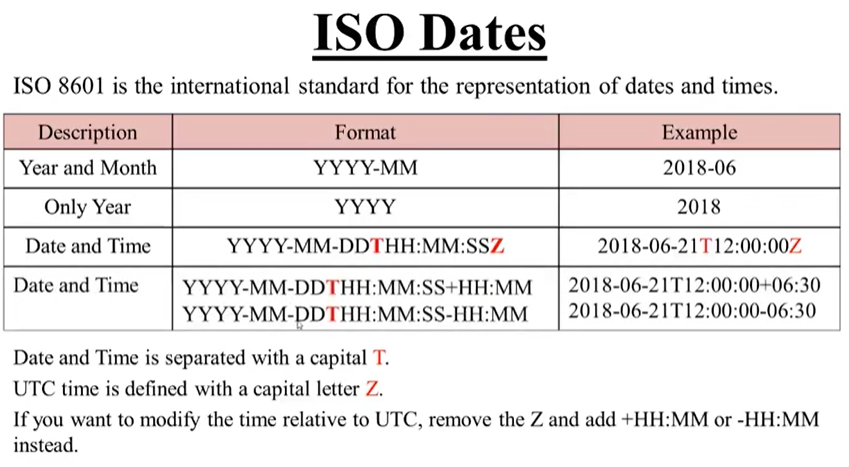 ISO Dates
ISO 8601 is the international standard for the representation of dates and times.
Description Format Example
Year and Month YYYY-MM 2018-06
Only Year YYYY 2018
Date and Time YYYY-MM-DDTHH:MM:SSZ 2018-06-21T12:00:00Z
Date and Time YYYY-MM-DDTHH:MM:SS+HH:MM 2018-06-21T12:00:00+06:30
YYYY-MM-DDTHH:MM:SS-HH:MM 2018-06-21T12:00:00-06:30
Date and Time is separated with a capital T.
UTC time is defined with a capital letter Z.
If you want to modify the time relative to UTC, remove the Z and add +HH:MM or -HH:MM
instead.